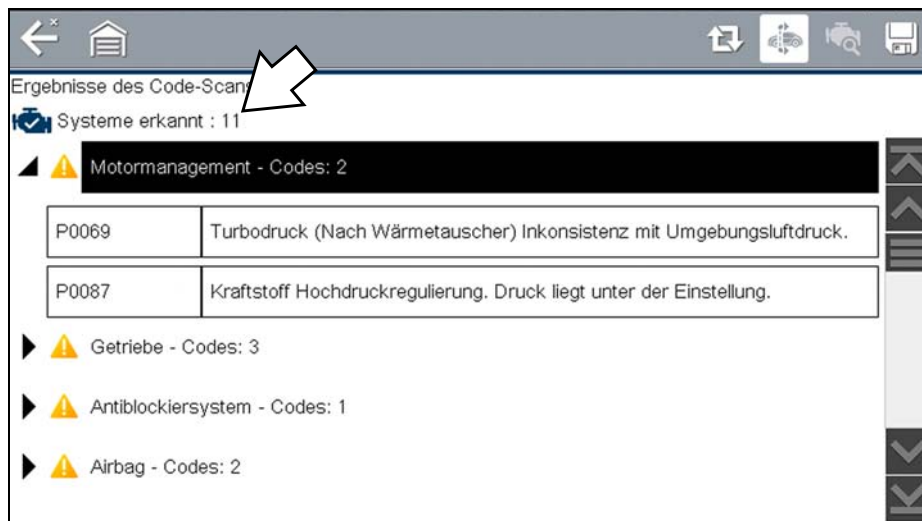 Ergebnisse des Code-Scans
Systeme erkannt : 11
Motormanagement - Codes: 2
P0069 Turbodruck (Nach Wärmetauscher) Inkonsistenz mit Umgebungsluftdruck.
P0087 Kraftstoff Hochdruckregulierung. Druck liegt unter der Einstellung.
Getriebe - Codes: 3
Antiblockiersystem - Codes: 1
Airbag - Codes: 2